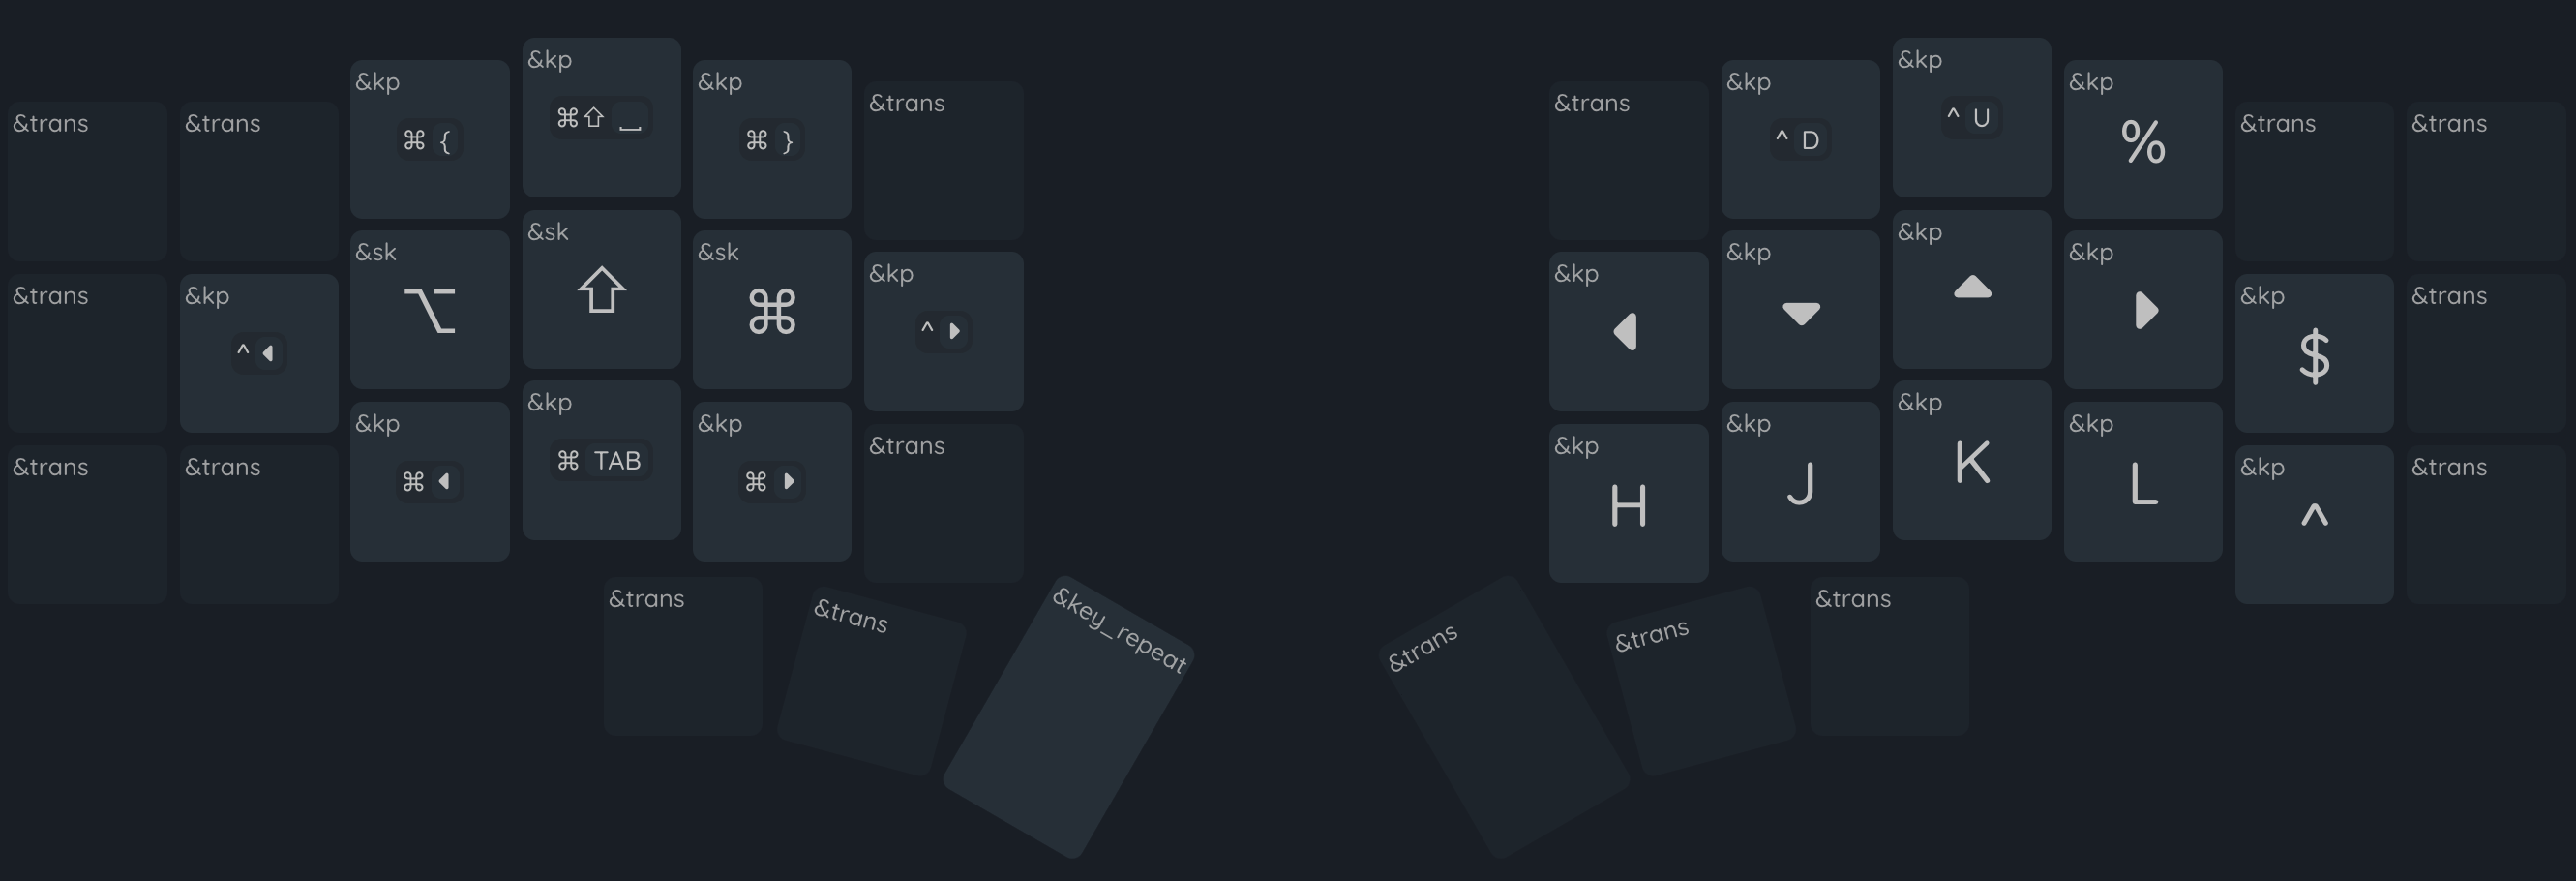 &trans &trans &kp &kp &kp &trans &trans &kp &kp &kp &trans &trans
⌘ { ⌘⇧ ⎵ ⌘ } ^ D ^ U %
&trans &kp &sk &sk &sk &kp &kp &kp &kp &kp &kp &trans
^ ◀ ⌥ ⇧ ⌘ ^ ▶ ◀ ▼ ▲ ▶ $
&trans &trans &kp &kp &kp &trans &kp &kp &kp &kp &kp &trans
⌘ ◀ ⌘ TAB ⌘ ▶ H J K L ^
&trans &trans &key_repeat &trans &trans &trans